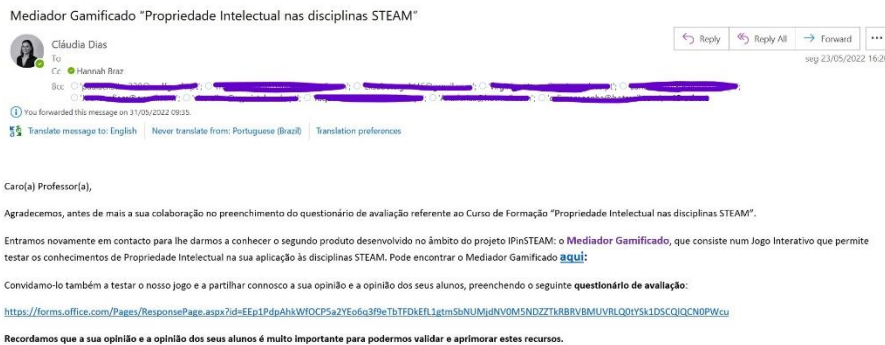 Mediador Gamificado "Propriedade Intelectual nas disciplinas STEAM"
Cláudia Dias
Reply Reply All Forward ...
To
seg 23/05/2022 16:20
Cc Hannah Braz
Bcc
You forwarded this message on 31/05/2022 09:35.
Translate message to: English Never translate from: Portuguese (Brazil) Translation preferences
Caro(a) Professor(a),
Agradecemos, antes de mais a sua colaboração no preenchimento do questionário de avaliação referente ao Curso de Formação "Propriedade Intelectual nas disciplinas STEAM".
Entramos novamente em contacto para lhe darmos a conhecer o segundo produto desenvolvido no âmbito do projeto IPinSTEAM: o Mediador Gamificado, que consiste num Jogo Interativo que permite
testar os conhecimentos de Propriedade Intelectual na sua aplicação às disciplinas STEAM. Pode encontrar o Mediador Gamificado aqui:
Convidamo-lo também a testar o nosso jogo e a partilhar connosco a sua opinião e a opinião dos seus alunos, preenchendo o seguinte questionário de avaliação:
https://forms.office.com/Pages/ResponsePage.aspx?id=EEp1PdpAhkWfOCP5a2YEo6q3f9eTbTFDkEfL1gtmSbNUMjdNV0M5NDZZTkRBRVBMUVRLQ0tYSk1DSCQlQCN0PWcu
Recordamos que a sua opinião e a opinião dos seus alunos é muito importante para podermos validar e aprimorar estes recursos.